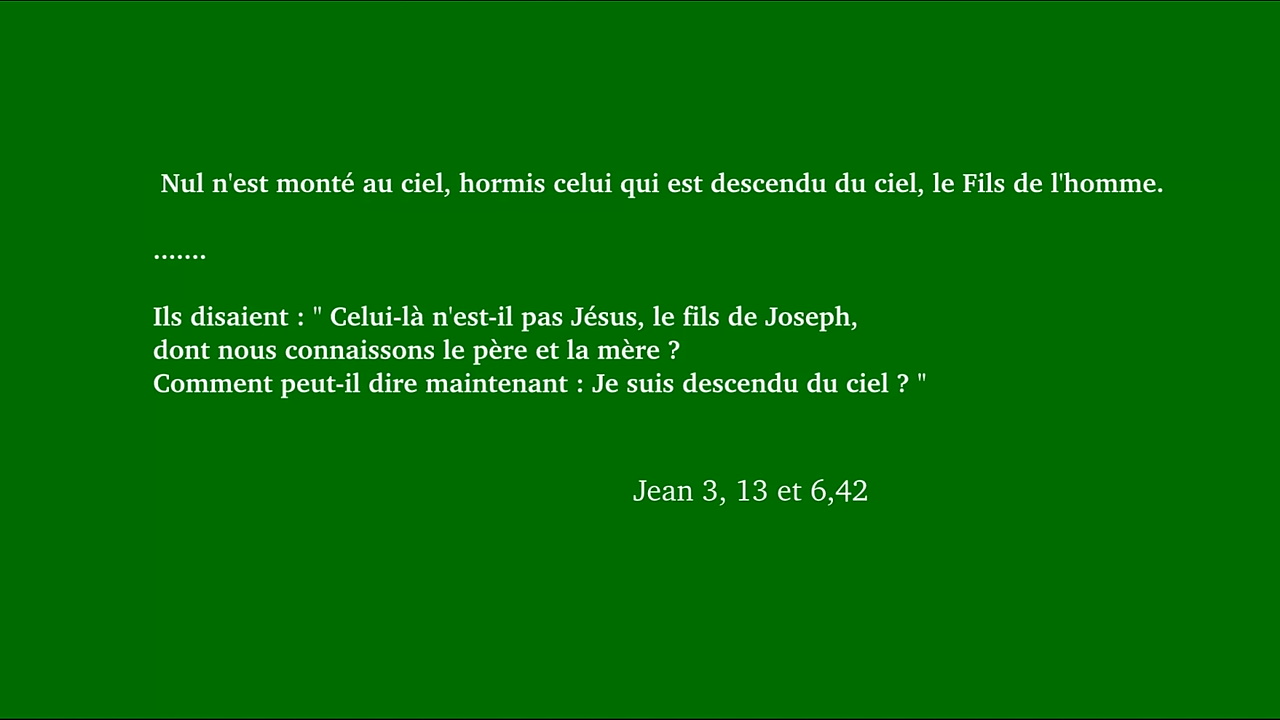 Nul n'est monté au ciel, hormis celui qui est descendu du ciel, le Fils de l'homme.
.......
Ils disaient : " Celui-là n'est-il pas Jésus, le fils de Joseph,
dont nous connaissons le père et la mère ?
Comment peut-il dire maintenant : Je suis descendu du ciel ? "
Jean 3, 13 et 6,42